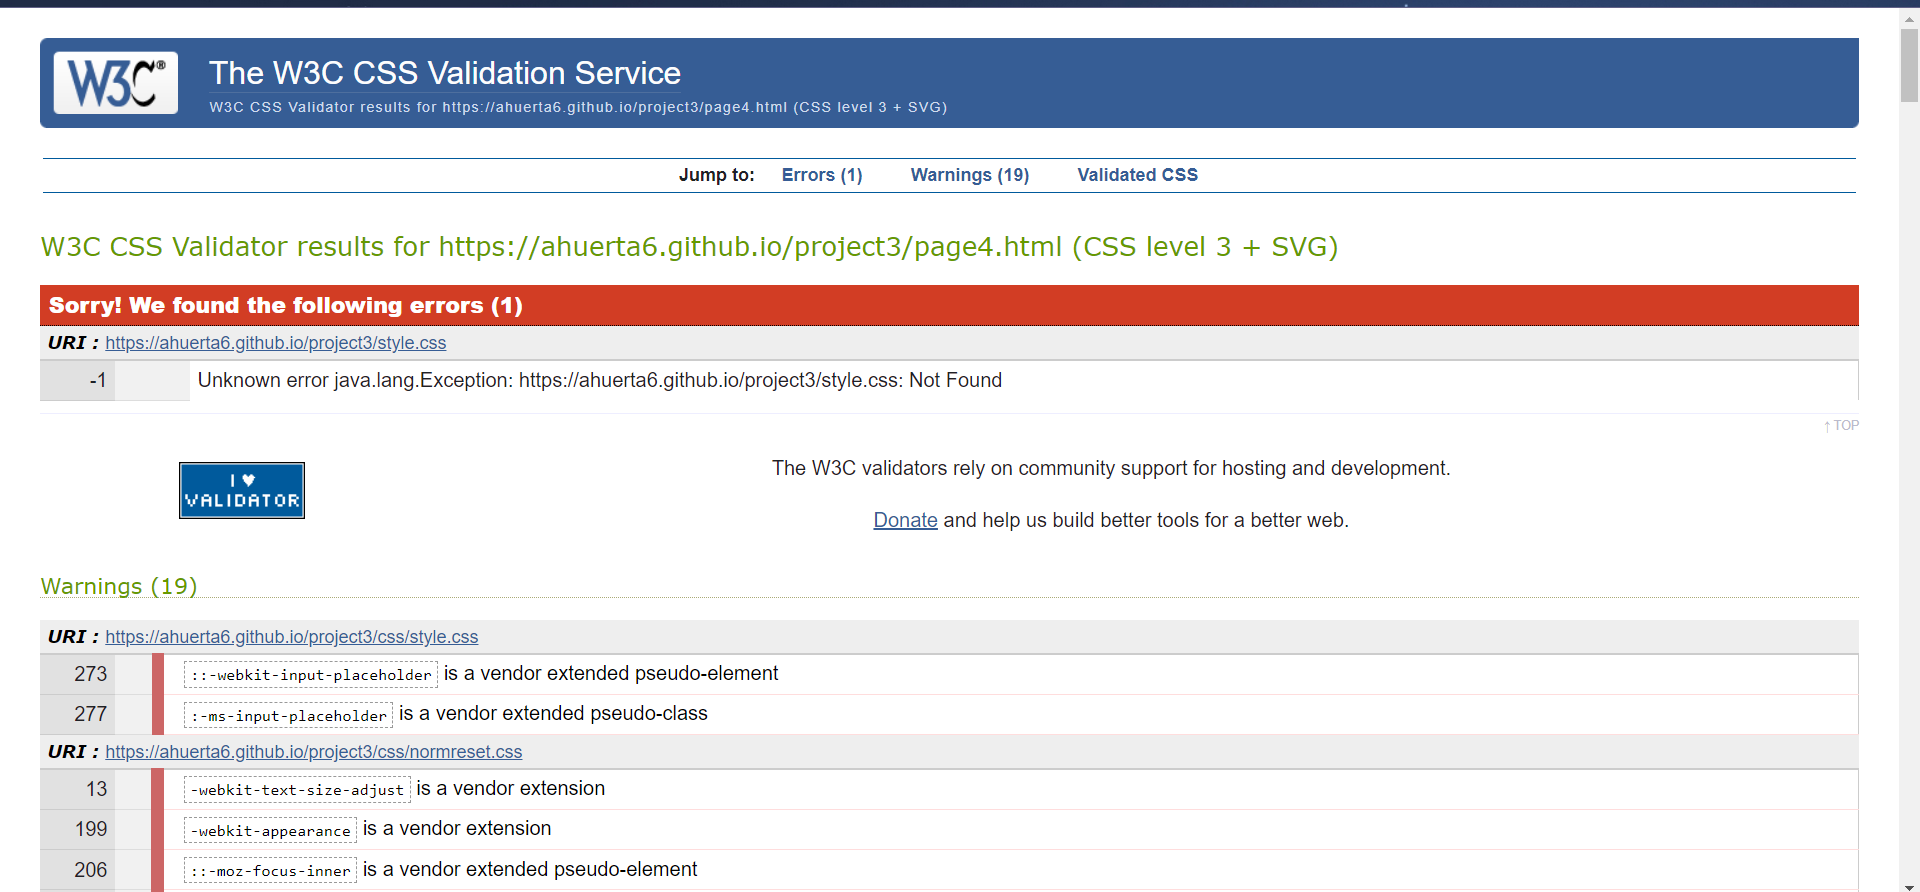 W3C®
The W3C CSS Validation Service
W3C CSS Validator results for https://ahuerta6.github.io/project3/page4.html (CSS level 3 + SVG)
Jump to: Errors (1) Warnings (19) Validated CSS
W3C CSS Validator results for https://ahuerta6.github.io/project3/page4.html (CSS level 3 + SVG)
Sorry! We found the following errors (1)
URI : https://ahuerta6.github.io/project3/style.css
-1 Unknown error java.lang.Exception: https://ahuerta6.github.io/project3/style.css: Not Found
↑ TOP
I ♥
VALIDATOR
The W3C validators rely on community support for hosting and development.
Donate and help us build better tools for a better web.
Warnings (19)
URI : https://ahuerta6.github.io/project3/css/style.css
273 ::-webkit-input-placeholder is a vendor extended pseudo-element
277 :-ms-input-placeholder is a vendor extended pseudo-class
URI : https://ahuerta6.github.io/project3/css/normreset.css
13 -webkit-text-size-adjust is a vendor extension
199 -webkit-appearance is a vendor extension
206 ::-moz-focus-inner is a vendor extended pseudo-element